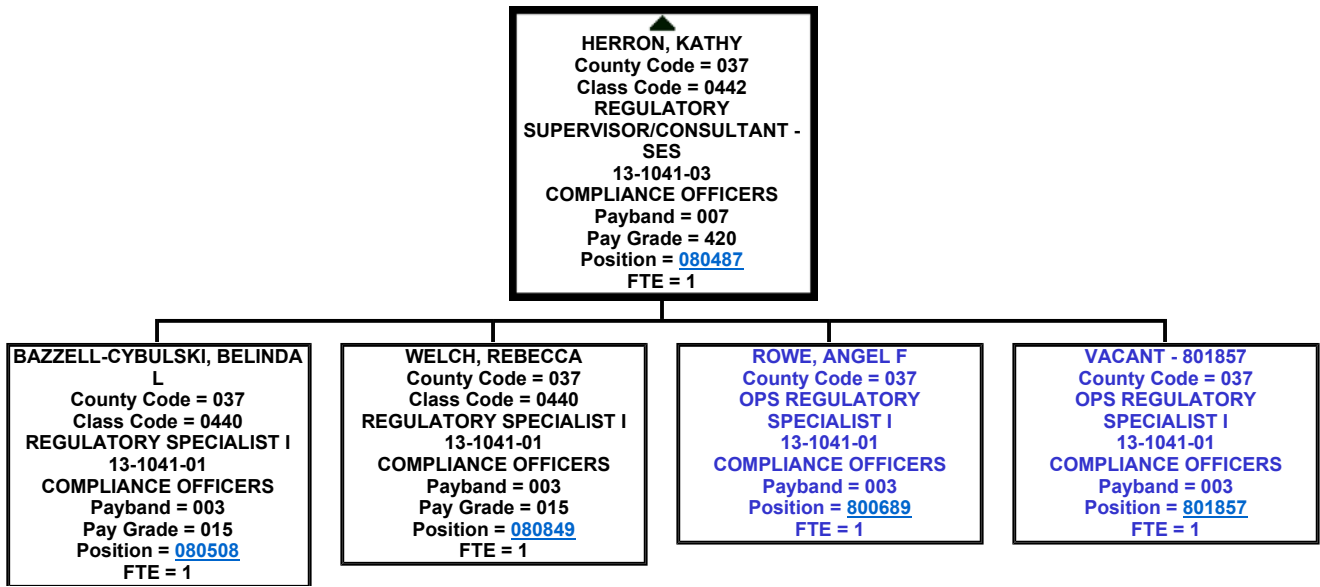 HERRON, KATHY
County Code = 037
Class Code = 0442
REGULATORY
SUPERVISOR/CONSULTANT -
SES
13-1041-03
COMPLIANCE OFFICERS
Payband = 007
Pay Grade = 420
Position = 080487
FTE = 1
BAZZELL-CYBULSKI, BELINDA
L
County Code = 037
Class Code = 0440
REGULATORY SPECIALIST I
13-1041-01
COMPLIANCE OFFICERS
Payband = 003
Pay Grade = 015
Position = 080508
FTE = 1
WELCH, REBECCA
County Code = 037
Class Code = 0440
REGULATORY SPECIALIST I
13-1041-01
COMPLIANCE OFFICERS
Payband = 003
Pay Grade = 015
Position = 080849
FTE = 1
ROWE, ANGEL F
County Code = 037
OPS REGULATORY
SPECIALIST I
13-1041-01
COMPLIANCE OFFICERS
Payband = 003
Position = 800689
FTE = 1
VACANT - 801857
County Code = 037
OPS REGULATORY
SPECIALIST I
13-1041-01
COMPLIANCE OFFICERS
Payband = 003
Position = 801857
FTE = 1